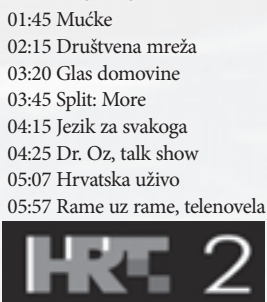 01:45 Mućke
02:15 Društvena mreža
03:20 Glas domovine
03:45 Split: More
04:15 Jezik za svakoga
04:25 Dr. Oz, talk show
05:07 Hrvatska uživo
05:57 Rame uz rame, telenovela
HRT 2